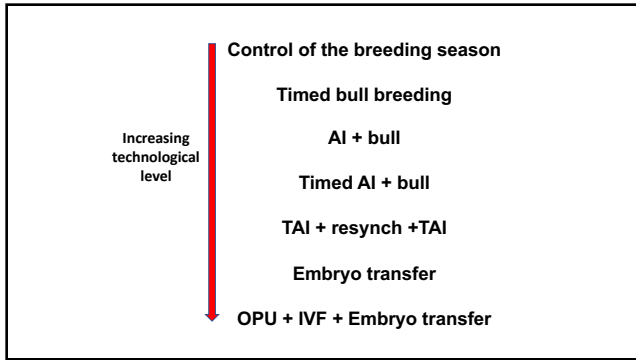 Control of the breeding season
Timed bull breeding
Increasing
technological
level
AI + bull
Timed AI + bull
TAI + resynch +TAI
Embryo transfer
OPU + IVF + Embryo transfer